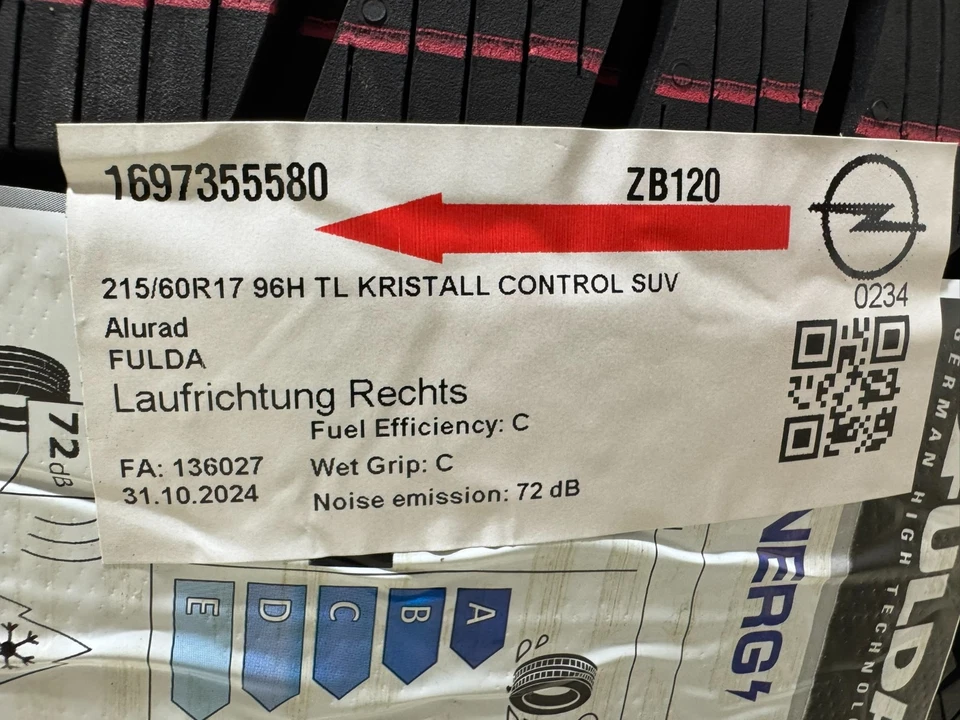 1697355580
ZB120
0234
215/60R17 96H TL KRISTALL CONTROL SUV
Alurad
FULDA
Laufrichtung Rechts
Fuel Efficiency: C
FA: 136027
Wet Grip: C
31.10.2024
Noise emission: 72 dB
72 dB
E
D
C
B
A
NERG
FULDA
GERMAN HIGH TECHNOL